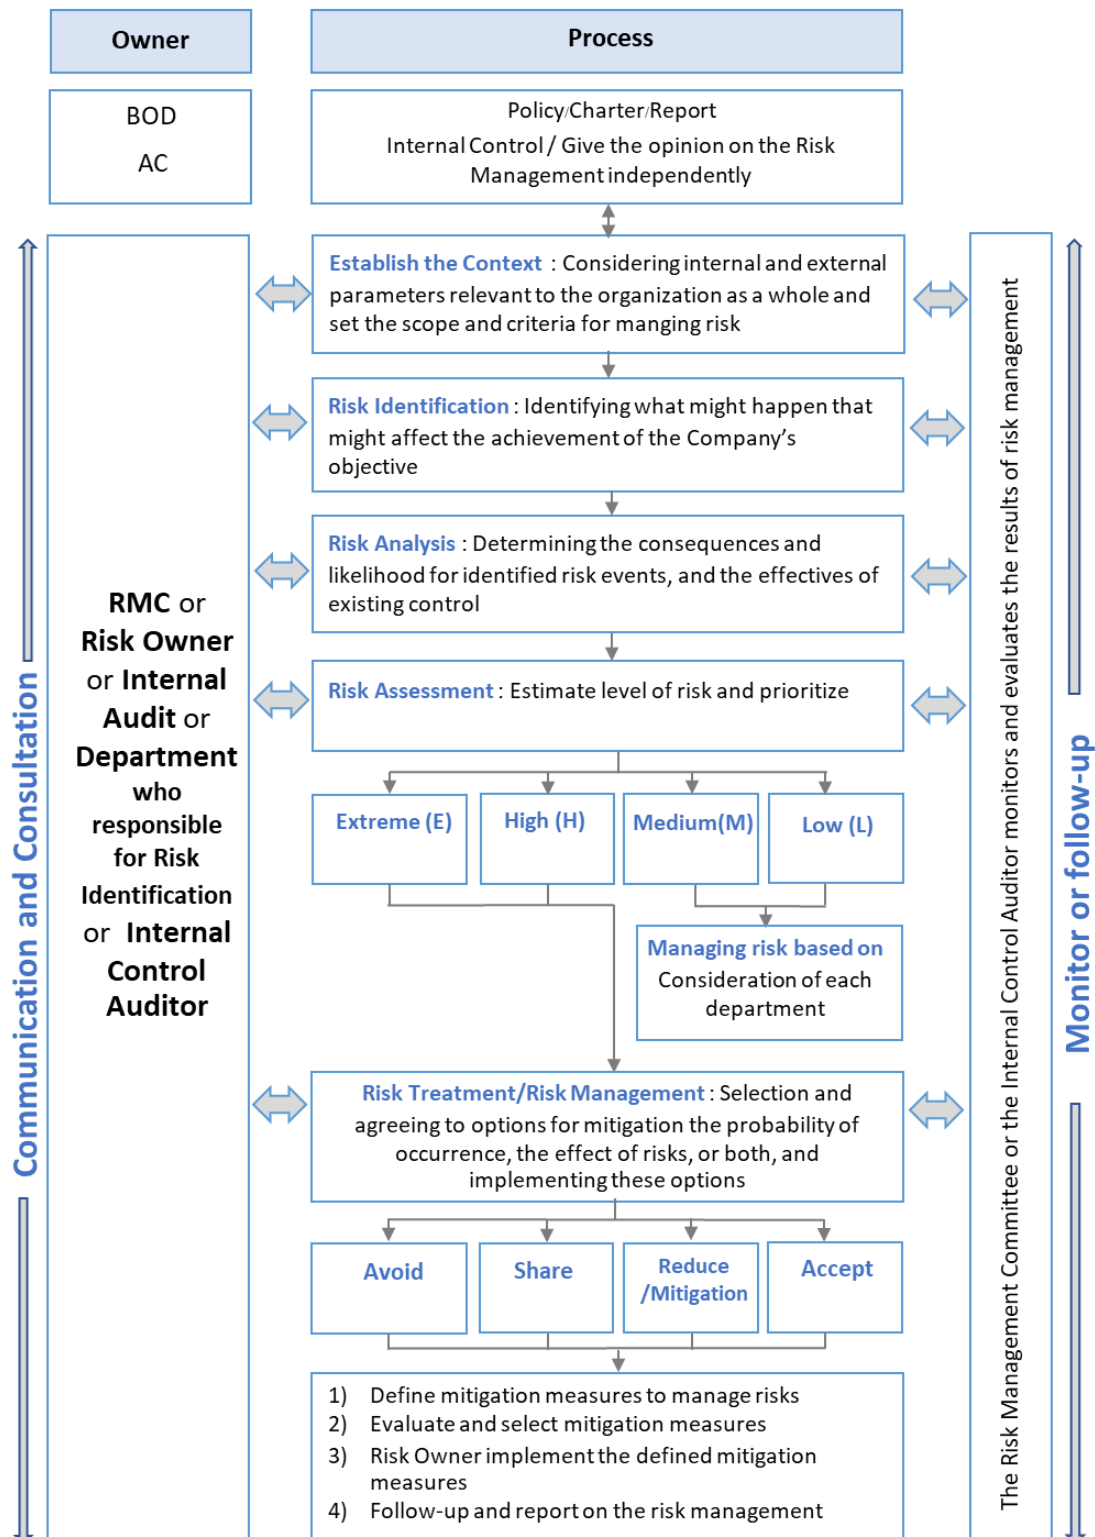 Owner
Process
BOD
AC
Policy/Charter/Report
Internal Control / Give the opinion on the Risk
Management independently
Establish the Context : Considering internal and external
parameters relevant to the organization as a whole and
set the scope and criteria for manging risk
Risk Identification : Identifying what might happen that
might affect the achievement of the Company's
objective
Risk Analysis : Determining the consequences and
likelihood for identified risk events, and the effectives of
existing control
Risk Assessment : Estimate level of risk and prioritize
Extreme (E)
High (H)
Medium(M)
Low (L)
Managing risk based on
Consideration of each
department
Risk Treatment/Risk Management : Selection and
agreeing to options for mitigation the probability of
occurrence, the effect of risks, or both, and
implementing these options
Avoid
Share
Reduce
/Mitigation
Accept
1) Define mitigation measures to manage risks
2) Evaluate and select mitigation measures
3) Risk Owner implement the defined mitigation
measures
4) Follow-up and report on the risk management
RMC or
Risk Owner
or Internal
Audit or
Department
who
responsible
for Risk
Identification
or Internal
Control
Auditor
Communication and Consultation
The Risk Management Committee or the Internal Control Auditor monitors and evaluates the results of risk management
Monitor or follow-up